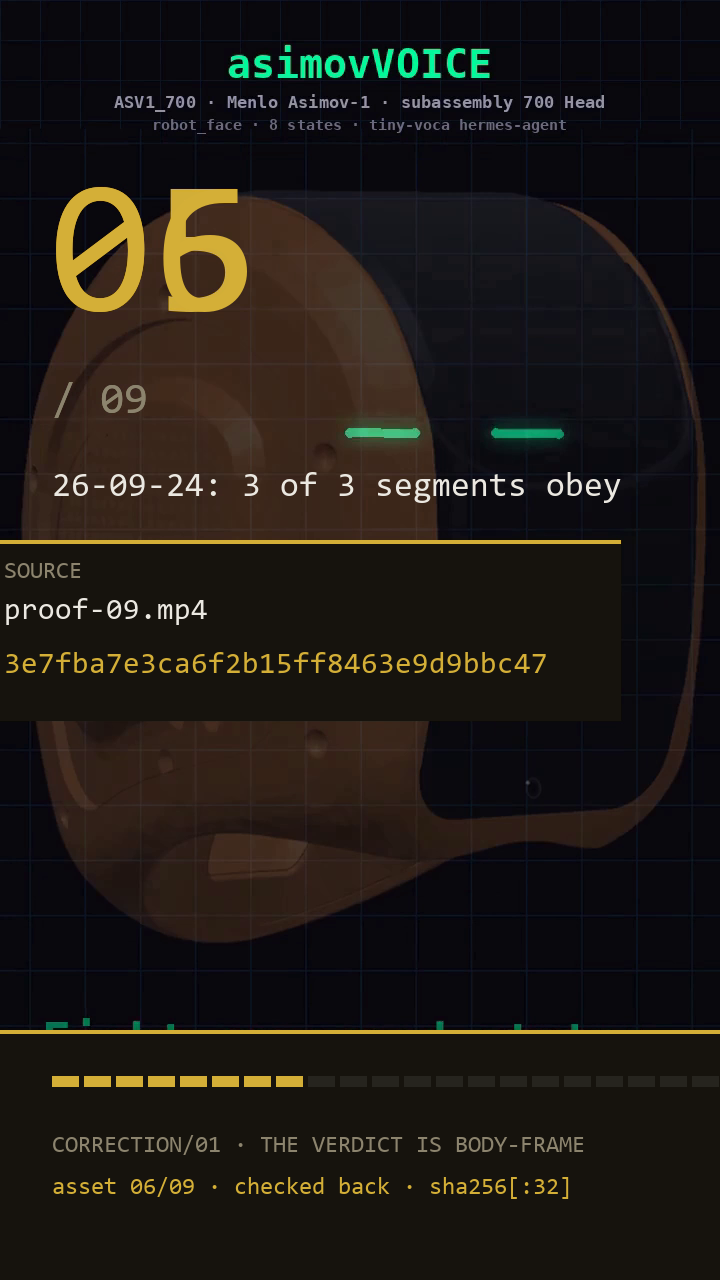 asimovVOICE
ASV1_700 · Menlo Asimov-1 · subassembly 700 Head
robot_face · 8 states · tiny-voca hermes-agent
/ 09
26-09-24: 3 of 3 segments obey
SOURCE
proof-09.mp4
3e7fba7e3ca6f2b15ff8463e9d9bbc47
CORRECTION/01 · THE VERDICT IS BODY-FRAME
asset 06/09 · checked back · sha256[:32]